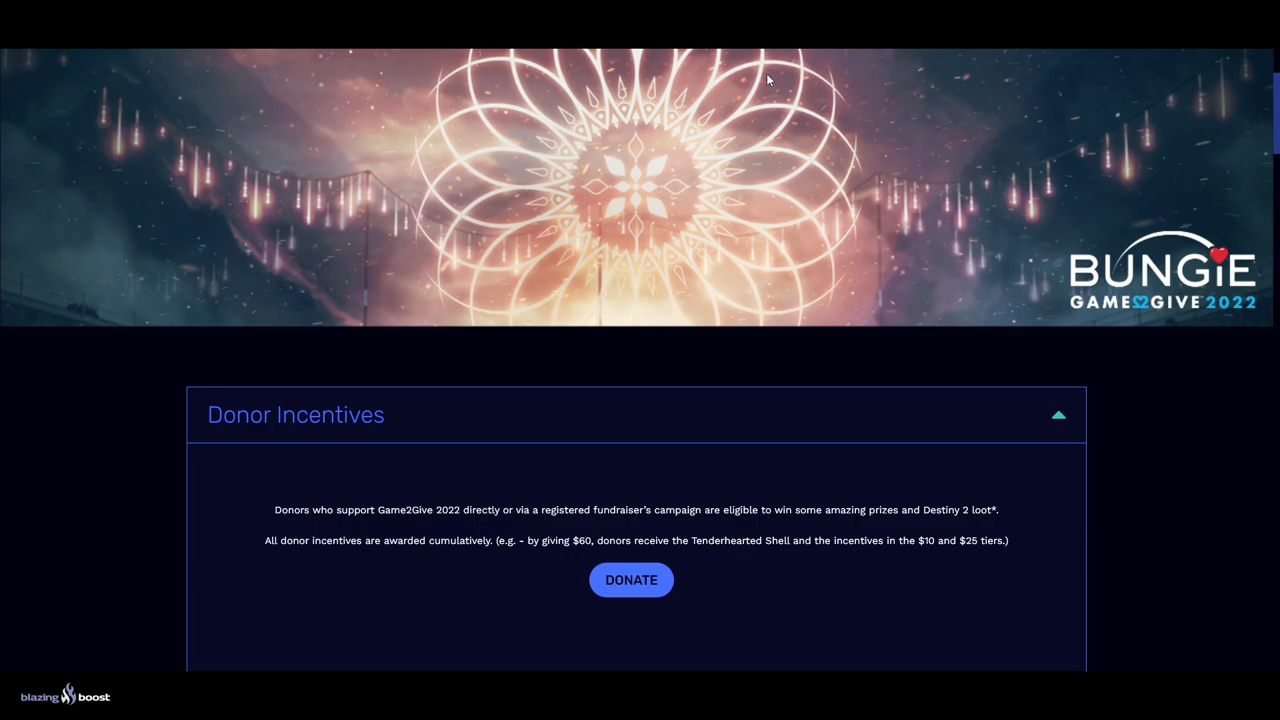 BUNGiE
GAME2GIVE 2022
Donor Incentives
Donors who support Game2Give 2022 directly or via a registered fundraiser’s campaign are eligible to win some amazing prizes and Destiny 2 loot*.
All donor incentives are awarded cumulatively. (e.g. - by giving $60, donors receive the Tenderhearted Shell and the incentives in the $10 and $25 tiers.)
DONATE
blazing boost